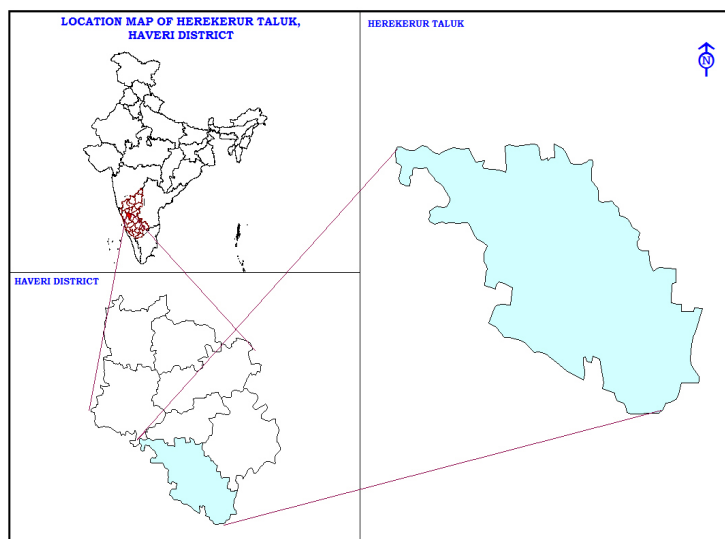 LOCATION MAP OF HEREKERUR TALUK,
HAVERI DISTRICT
HEREKERUR TALUK
N
HAVERI DISTRICT